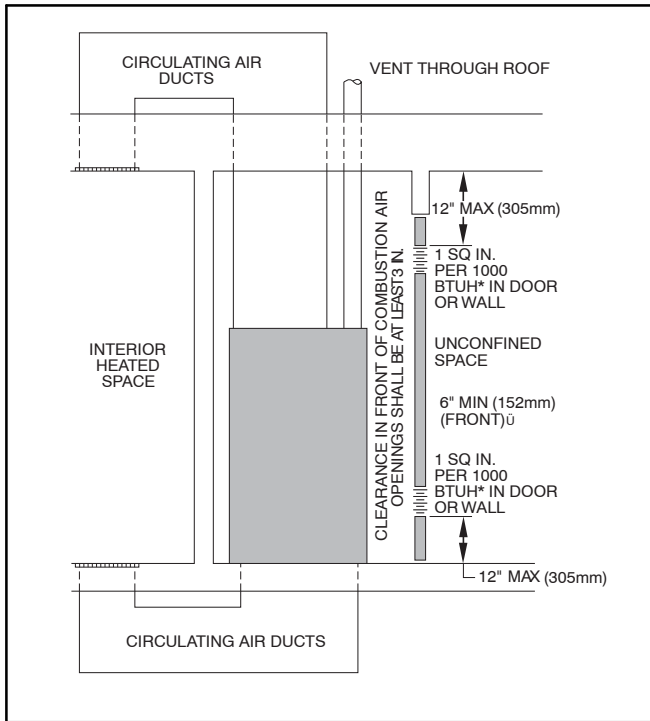 CIRCULATING AIR
DUCTS
VENT THROUGH ROOF
12" MAX (305mm)
1 SQ IN.
PER 1000
BTUH* IN DOOR
OR WALL
CLEARANCE IN FRONT OF COMBUSTION AIR
OPENINGS SHALL BE AT LEAST3 IN.
INTERIOR
HEATED
SPACE
UNCONFINED
SPACE
6" MIN (152mm)
(FRONT)Ü
1 SQ IN.
PER 1000
BTUH* IN DOOR
OR WALL
12" MAX (305mm)
CIRCULATING AIR DUCTS